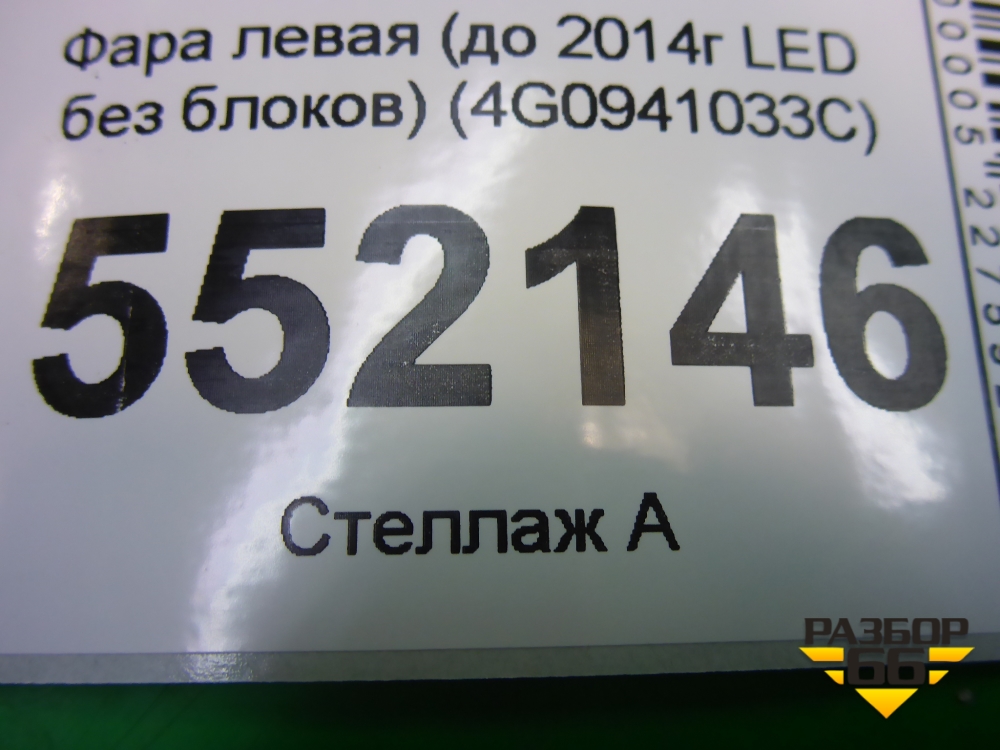 Фара левая (до 2014г LED
без блоков) (4G0941033C)
552146
Стеллаж А
РАЗБОР
66